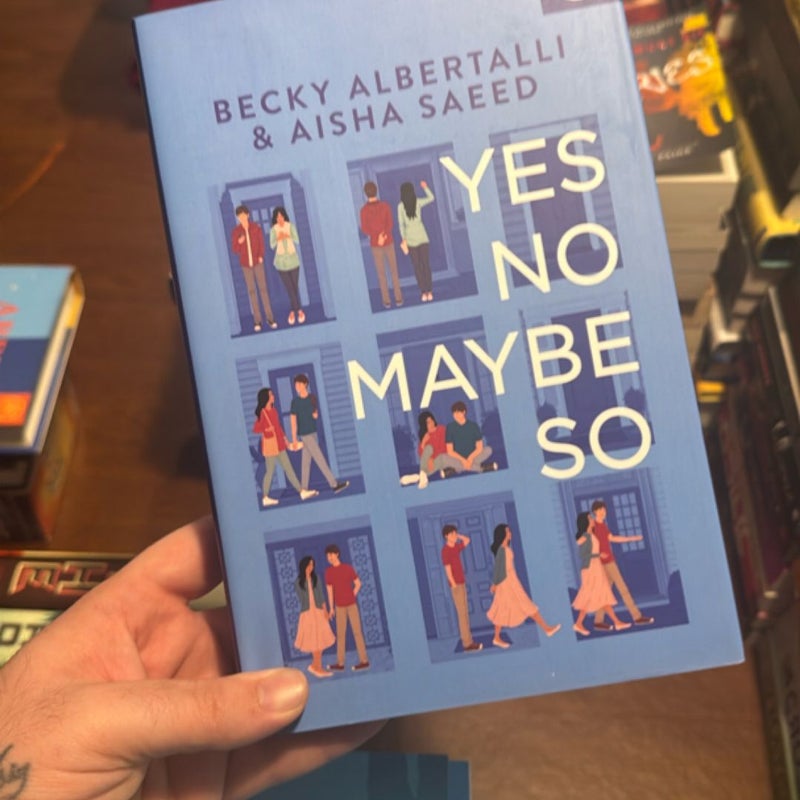 BECKY ALBERTALLI
& AISHA SAEED
YES
NO
MAYBE
SO